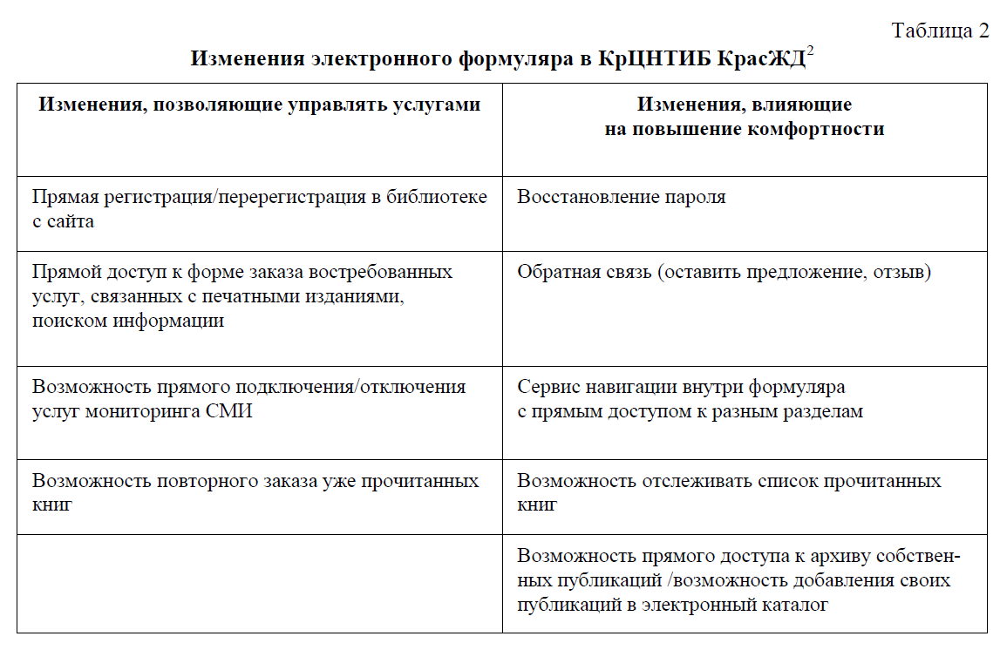 Таблица 2
Изменения электронного формуляра в КрЦНТИБ КрасЖД2
Изменения, позволяющие управлять услугами
Изменения, влияющие
на повышение комфортности
Прямая регистрация/перерегистрация в библиотеке
с сайта
Восстановление пароля
Прямой доступ к форме заказа востребованных
услуг, связанных с печатными изданиями,
поиском информации
Обратная связь (оставить предложение, отзыв)
Возможность прямого подключения/отключения
услуг мониторинга СМИ
Сервис навигации внутри формуляра
с прямым доступом к разным разделам
Возможность повторного заказа уже прочитанных
книг
Возможность отслеживать список прочитанных
книг
Возможность прямого доступа к архиву собствен-
ных публикаций /возможность добавления своих
публикаций в электронный каталог